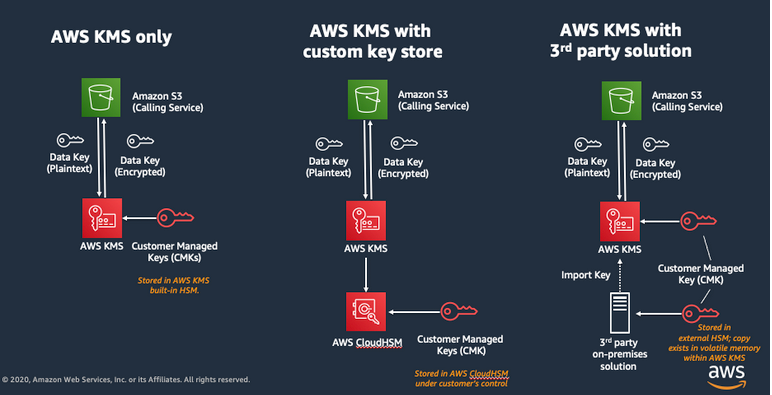 AWS KMS only
Amazon S3
(Calling Service)
Data Key
(Plaintext)
Data Key
(Encrypted)
AWS KMS
Customer Managed
Keys (CMKs)
Stored in AWS KMS
built-in HSM.
AWS KMS with
custom key store
Amazon S3
(Calling Service)
Data Key
(Plaintext)
Data Key
(Encrypted)
AWS KMS
AWS CloudHSM
Customer Managed
Keys (CMK)
Stored in AWS CloudHSM
under customer's control
AWS KMS with
3rd party solution
Amazon S3
(Calling Service)
Data Key
(Plaintext)
Data Key
(Encrypted)
AWS KMS
Import Key
Customer Managed
Key (CMK)
3rd party
on-premises
solution
Stored in
external HSM; copy
exists in volatile memory
within AWS KMS
© 2020, Amazon Web Services, Inc. or its Affiliates. All rights reserved.
aws